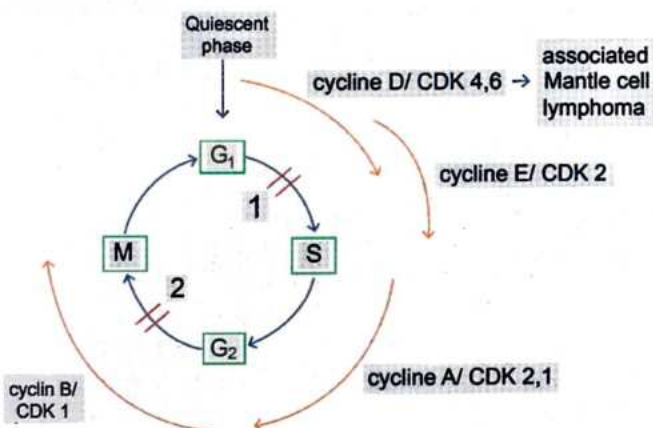 Quiescent
phase
cycline D/ CDK 4,6
associated
Mantle cell
lymphoma
G₁
cycline E/ CDK 2
1
M
S
2
G₂
cyclin B/
CDK 1
cycline A/ CDK 2,1